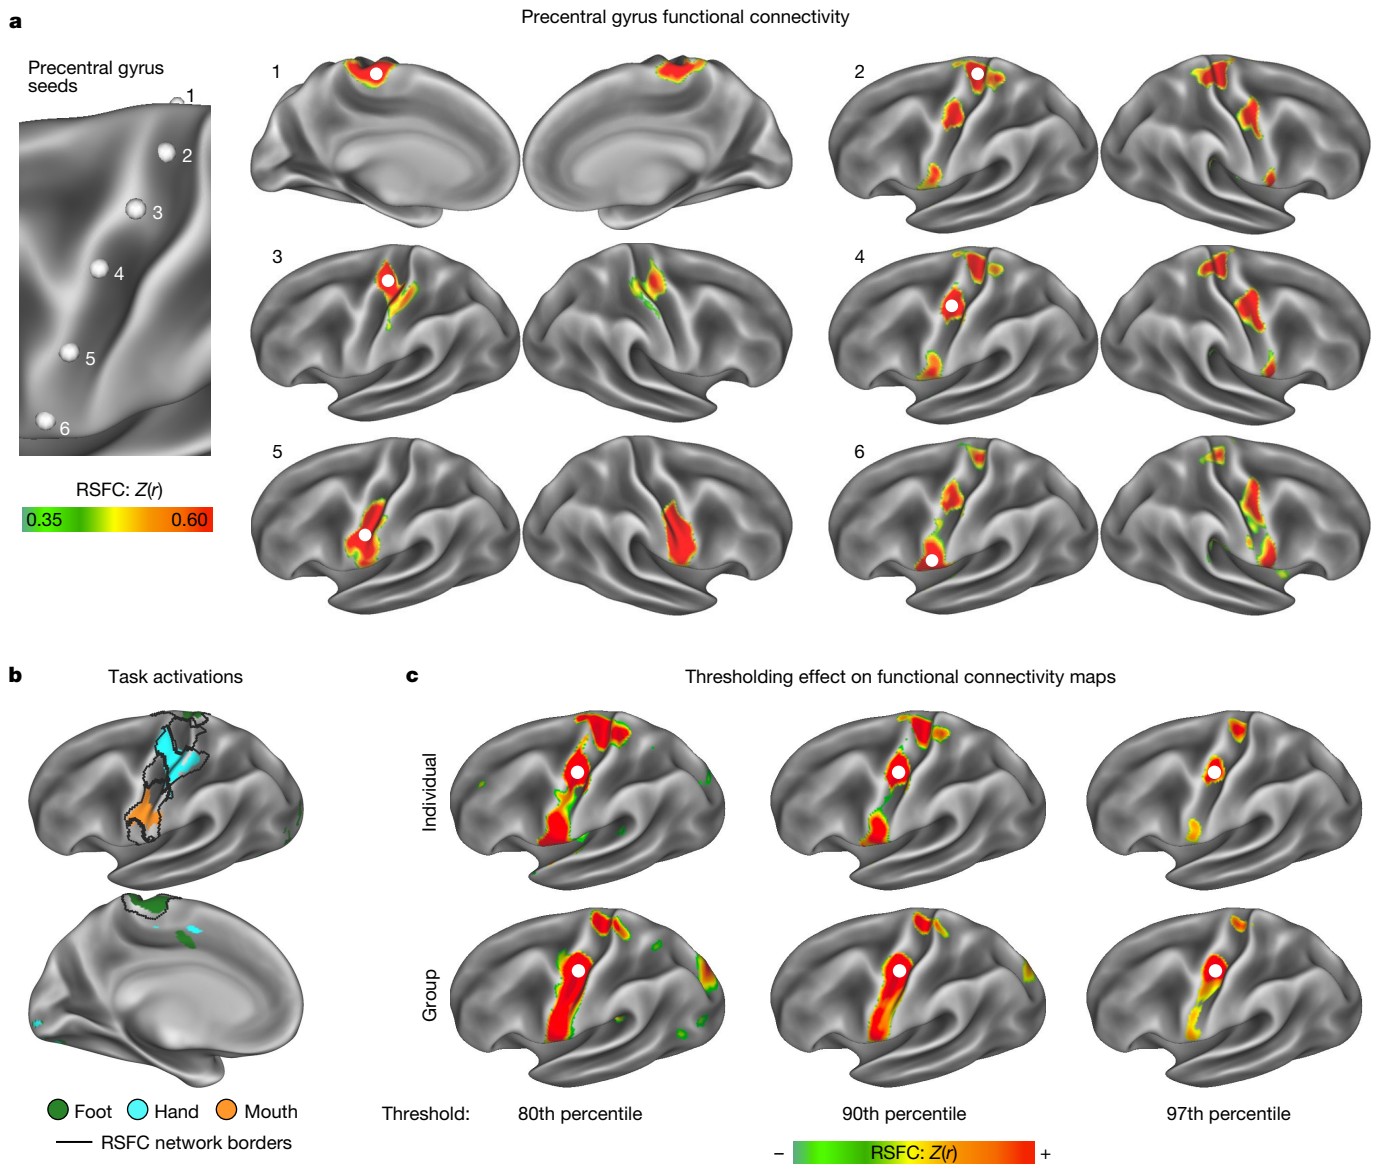 a
Precentral gyrus functional connectivity
Precentral gyrus
seeds
1
2
3
4
5
6
RSFC: Z(r)
0.35 0.60
1
2
3
4
5
6
b
Task activations
Foot Hand Mouth
RSFC network borders
c
Thresholding effect on functional connectivity maps
Individual
Group
Threshold: 80th percentile 90th percentile 97th percentile
− RSFC: Z(r) +